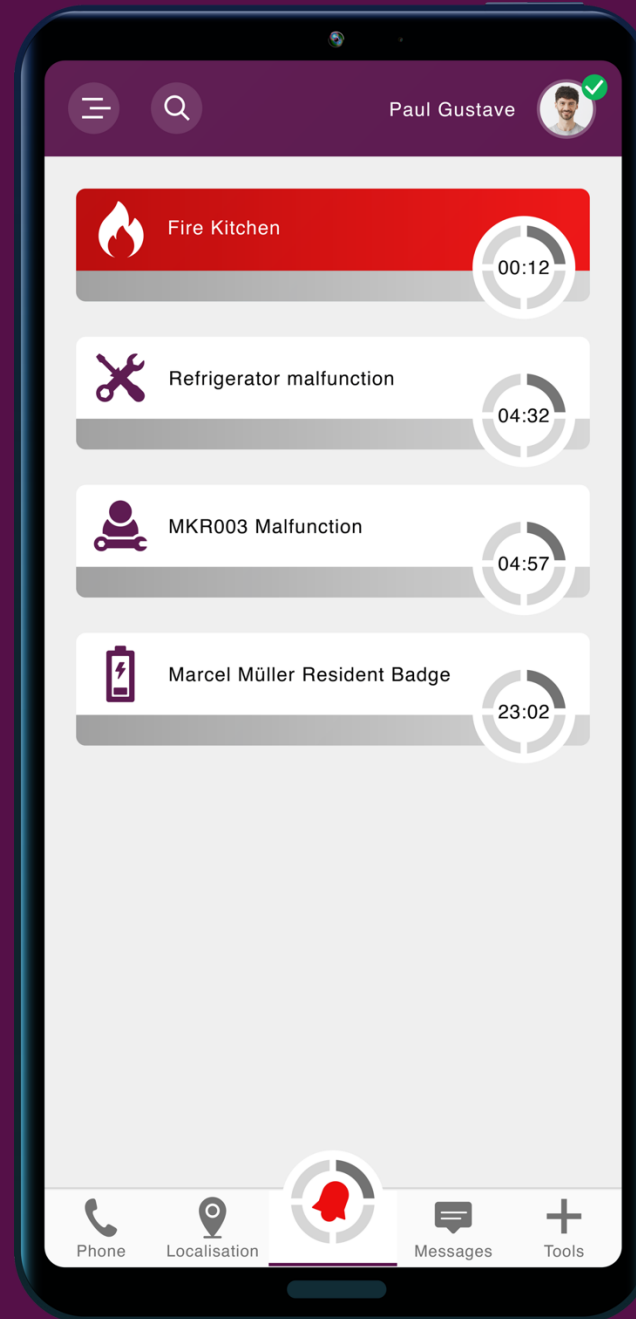 Paul Gustave
Fire Kitchen
00:12
Refrigerator malfunction
04:32
MKR003 Malfunction
04:57
Marcel Müller Resident Badge
23:02
Phone
Localisation
Messages
Tools